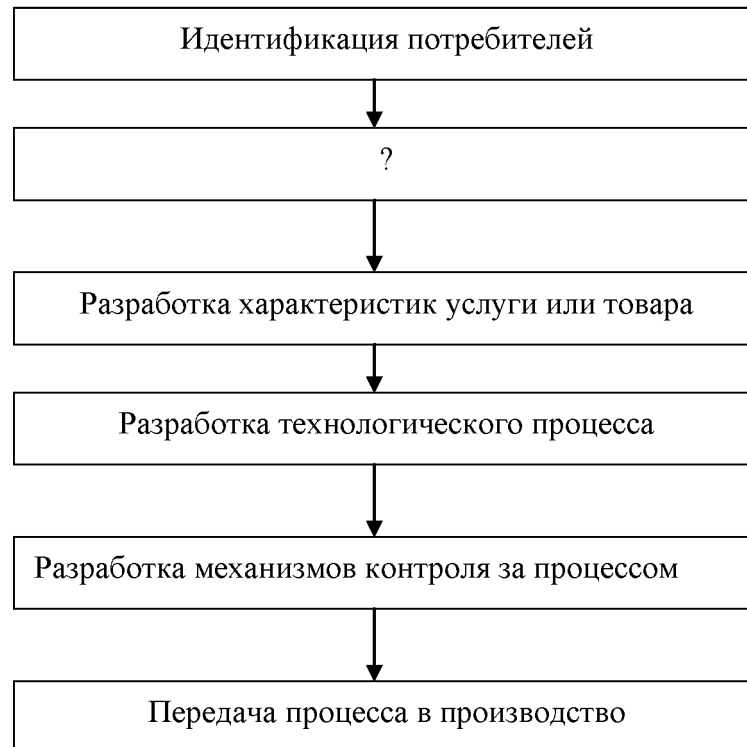 Идентификация потребителей
?
Разработка характеристик услуги или товара
Разработка технологического процесса
Разработка механизмов контроля за процессом
Передача процесса в производство